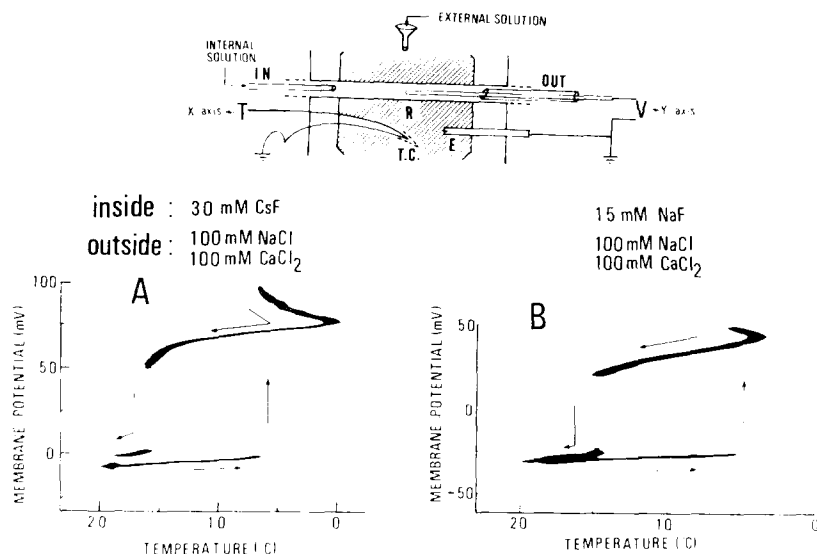 EXTERNAL SOLUTION
INTERNAL
SOLUTION
IN
OUT
X axis
T
R
V
Y axis
E
T.C.
inside : 30 mM CsF
15 mM NaF
outside : 100 mM NaCl
100 mM CaCl2
100 mM NaCl
100 mM CaCl2
A
MEMBRANE POTENTIAL (mV)
100
50
0
20
10
0
TEMPERATURE (°C)
B
MEMBRANE POTENTIAL (mV)
50
0
-50
20
10
0
TEMPERATURE (°C)